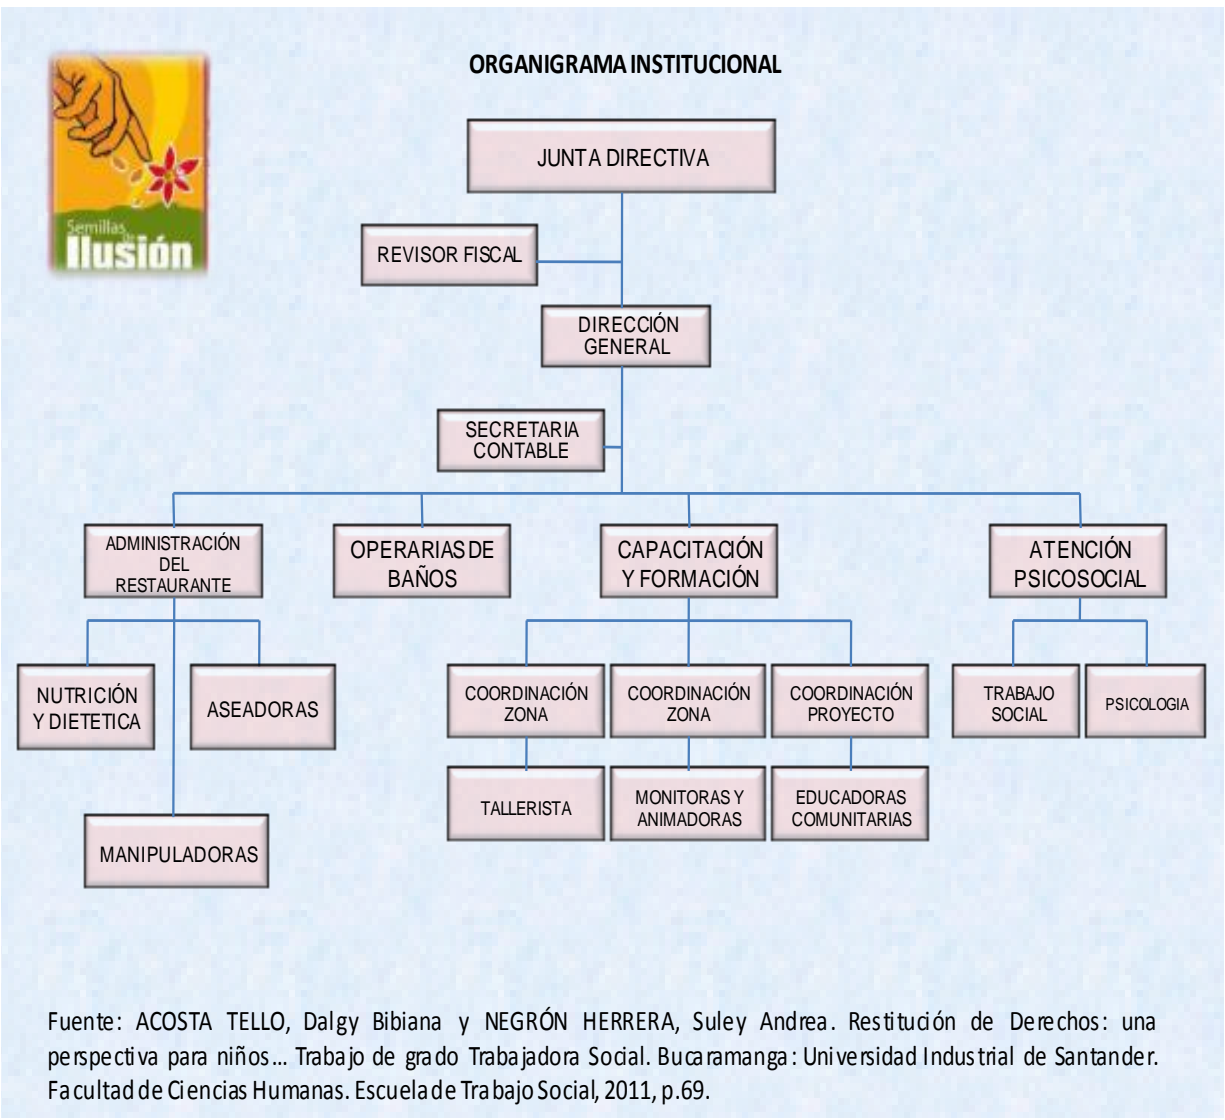 ORGANIGRAMA INSTITUCIONAL
Semillas
de
Ilusión
JUNTA DIRECTIVA
REVISOR FISCAL
DIRECCIÓN
GENERAL
SECRETARIA
CONTABLE
ADMINISTRACIÓN
DEL
RESTAURANTE
OPERARIAS DE
BAÑOS
CAPACITACIÓN
Y FORMACIÓN
ATENCIÓN
PSICOSOCIAL
NUTRICIÓN
Y DIETETICA
ASEADORAS
MANIPULADORAS
COORDINACIÓN
ZONA
COORDINACIÓN
ZONA
COORDINACIÓN
PROYECTO
TRABAJO
SOCIAL
PSICOLOGIA
TALLERISTA
MONITORAS Y
ANIMADORAS
EDUCADORAS
COMUNITARIAS
Fuente: ACOSTA TELLO, Dalgy Bibiana y NEGRÓN HERRERA, Suley Andrea. Restitución de Derechos: una
perspectiva para niños... Trabajo de grado Trabajadora Social. Bucaramanga: Universidad Industrial de Santander.
Facultad de Ciencias Humanas. Escuela de Trabajo Social, 2011, p.69.